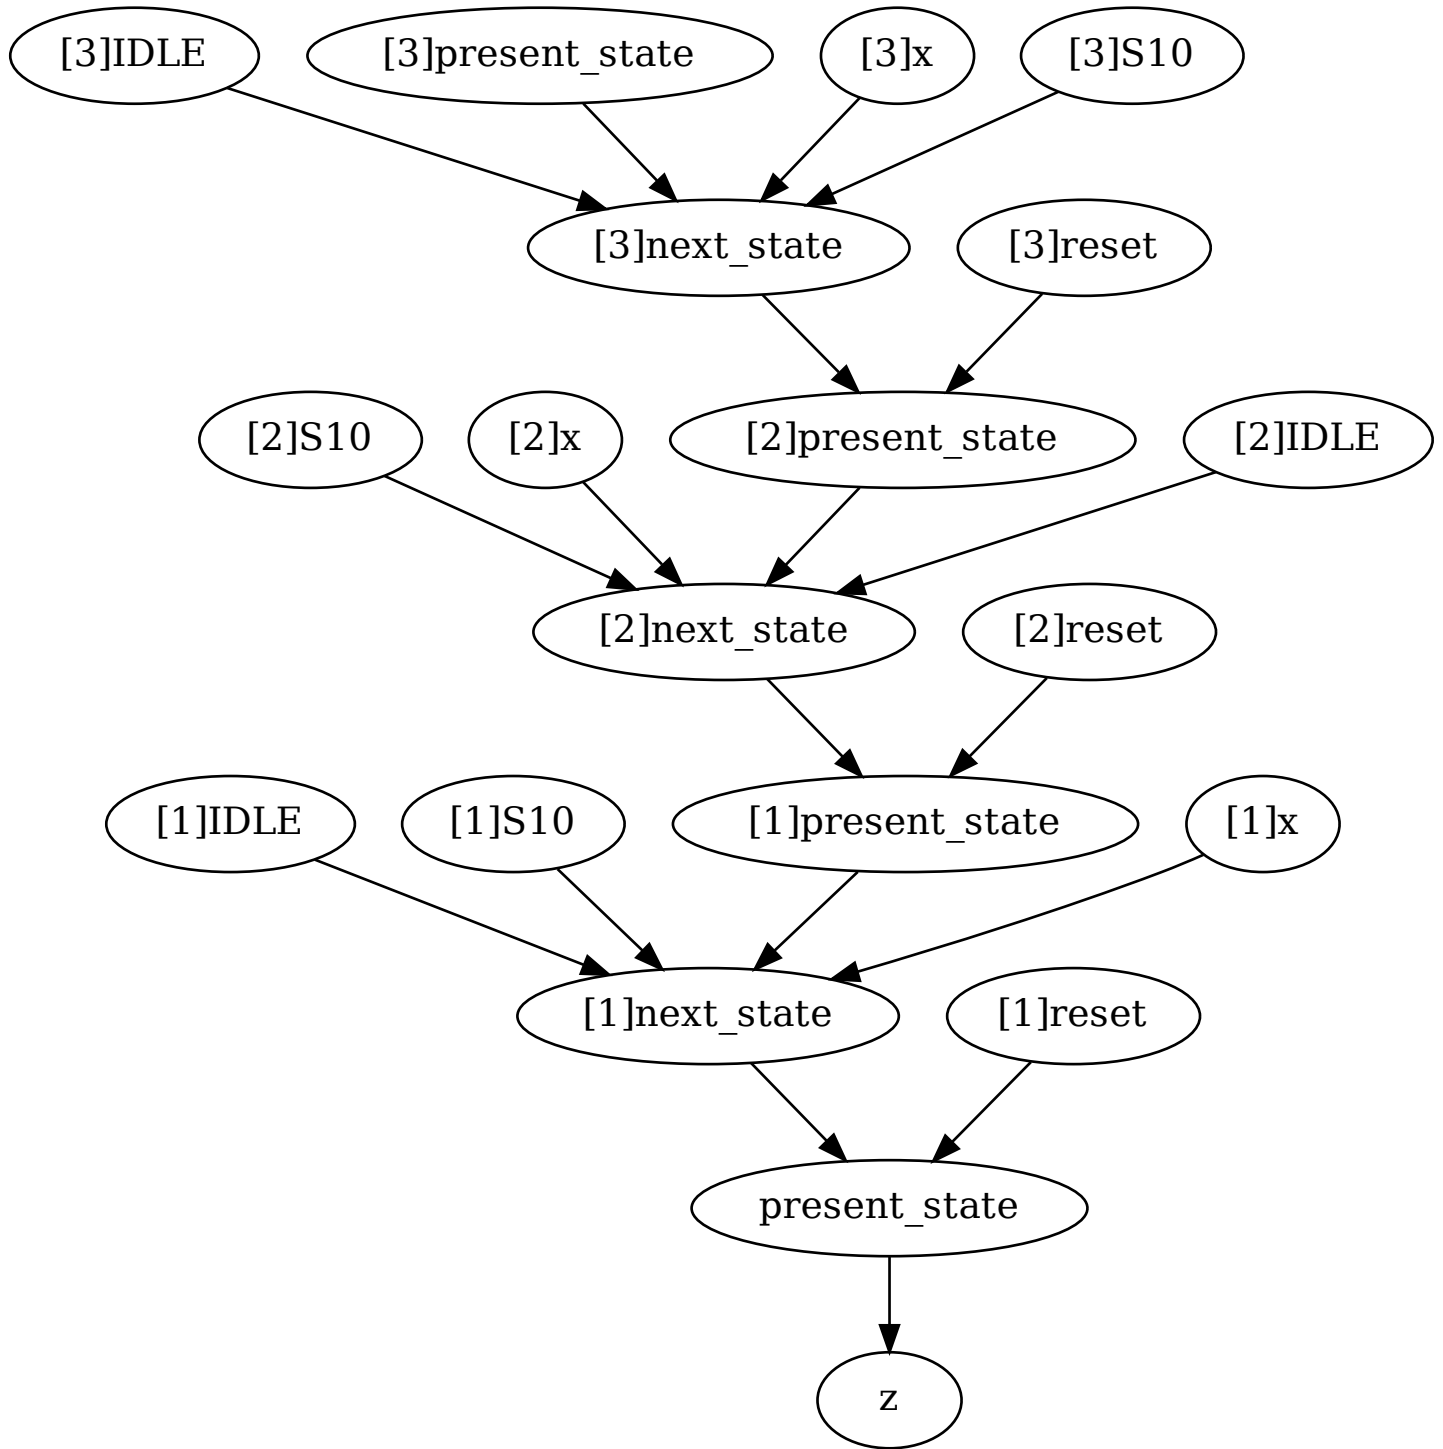 [3]IDLE
[3]present_state
[3]x
[3]S10
[3]next_state
[3]reset
[2]S10
[2]x
[2]present_state
[2]IDLE
[2]next_state
[2]reset
[1]IDLE
[1]S10
[1]present_state
[1]x
[1]next_state
[1]reset
present_state
z